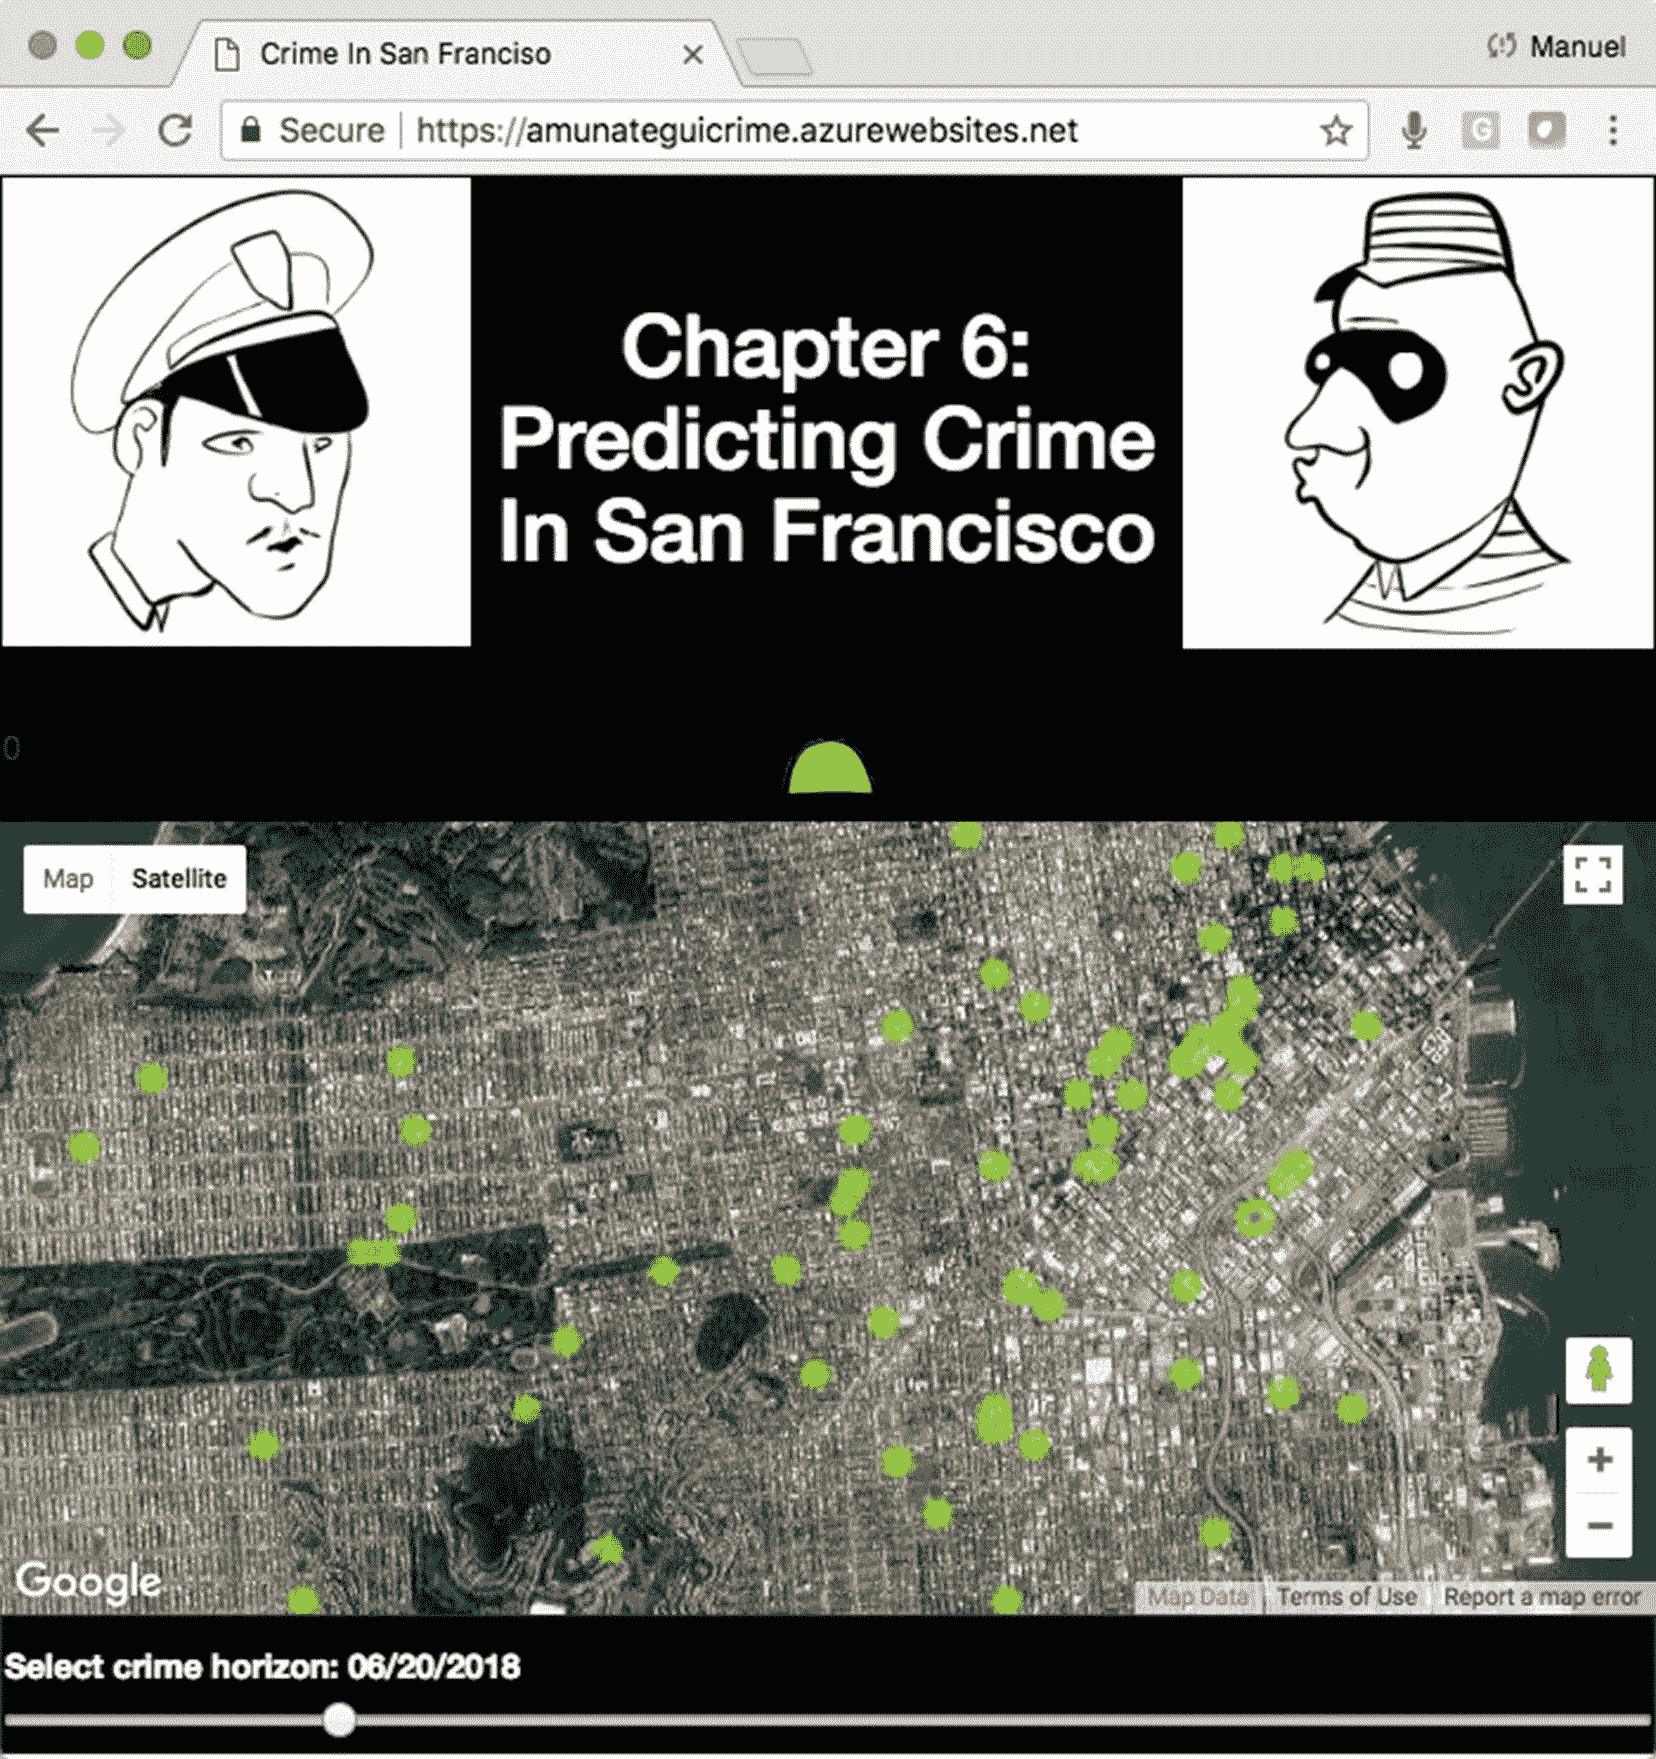 Crime In San Franciso
Manuel
Secure
https://amunateguicrime.azurewebsites.net
G
Chapter 6:
Predicting Crime
In San Francisco
0
Map
Satellite
Google
Map Data
Terms of Use
Report a map error
Select crime horizon: 06/20/2018